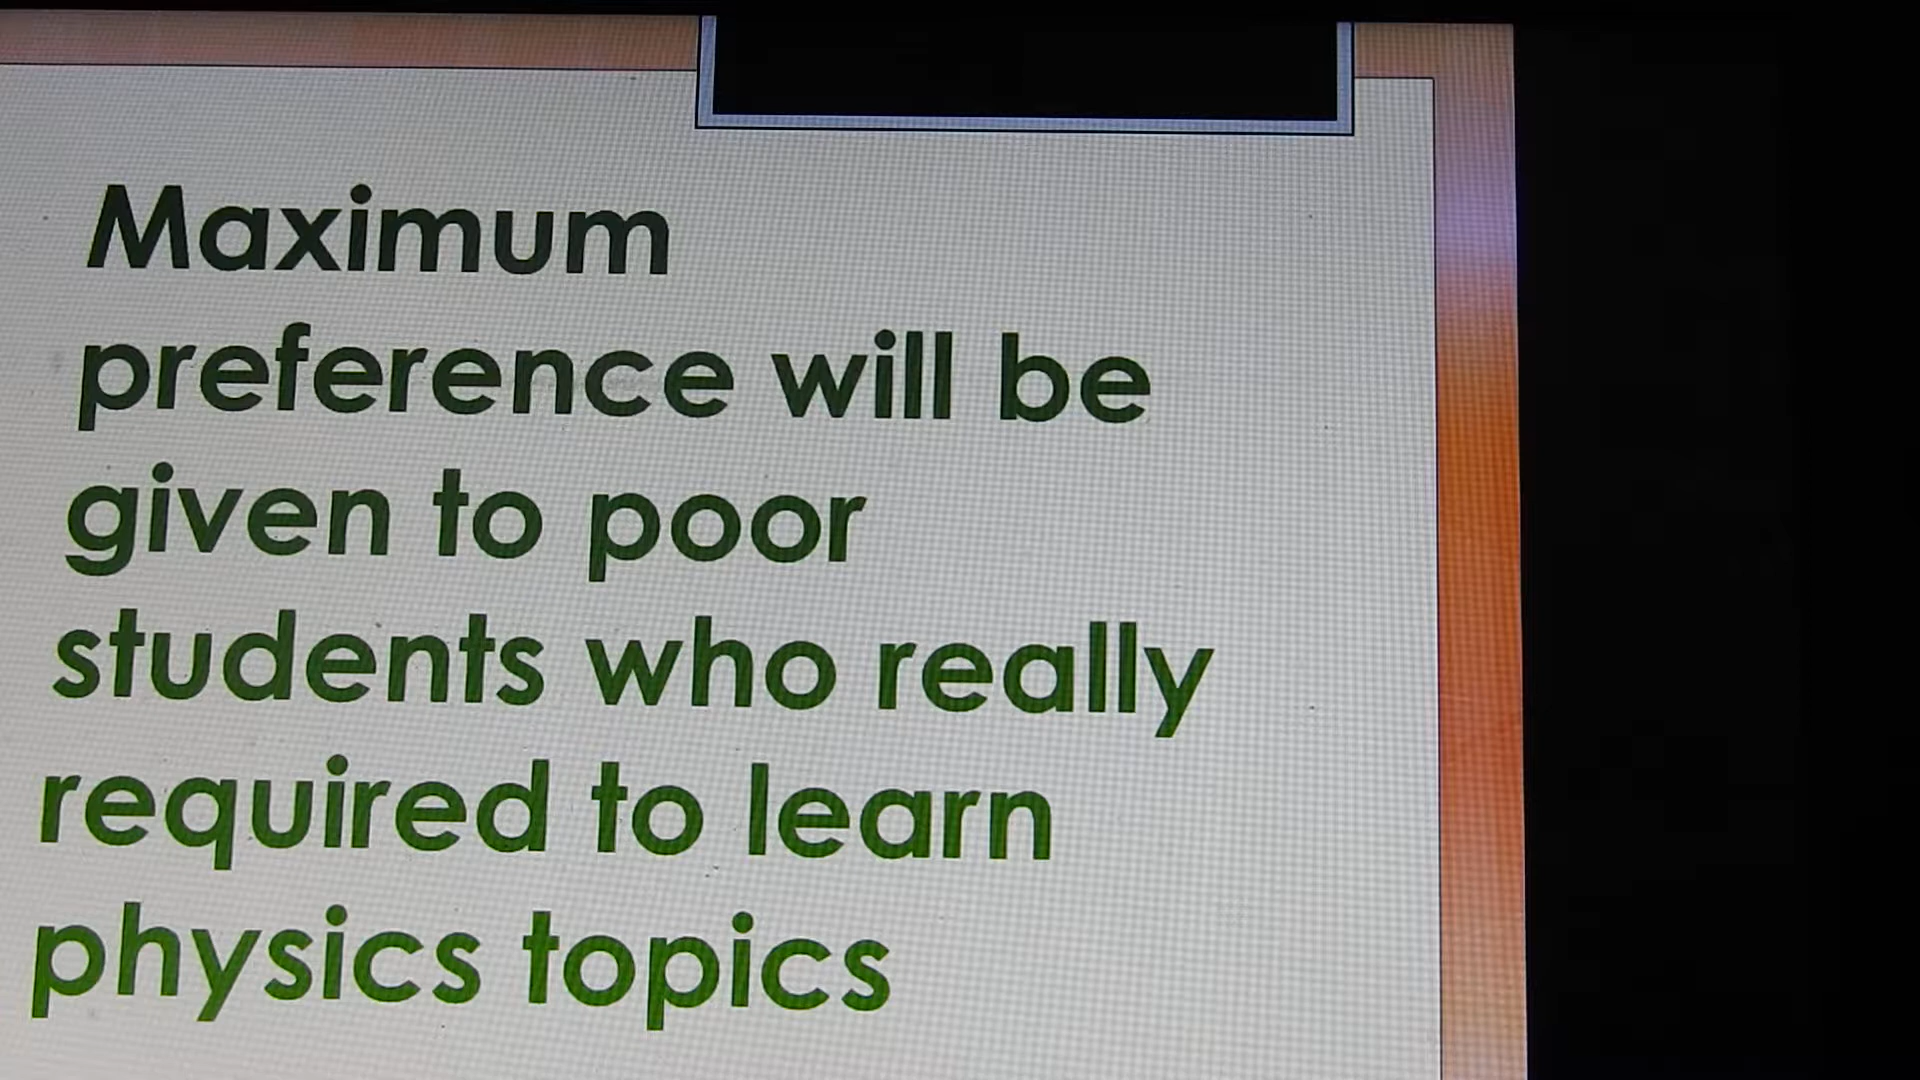 Maximum
preference will be
given to poor
students who really
required to learn
physics topics